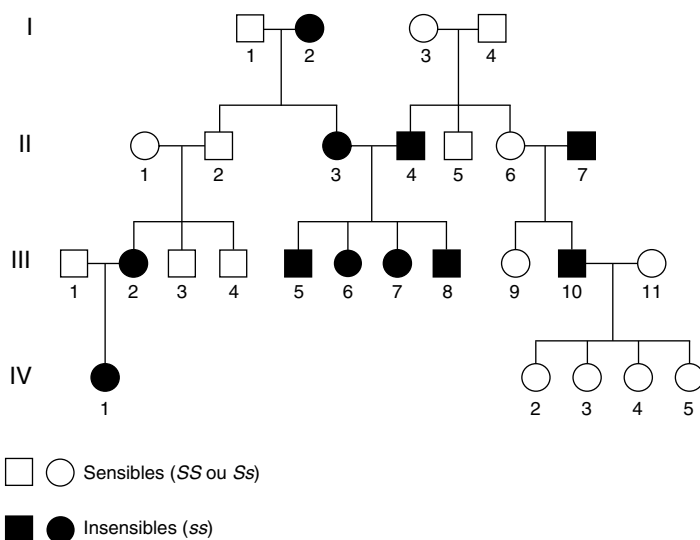 I
1 2 3 4
II
1 2 3 4 5 6 7
III
1 2 3 4 5 6 7 8 9 10 11
IV
1 2 3 4 5
Sensibles (SS ou Ss)
Insensibles (ss)